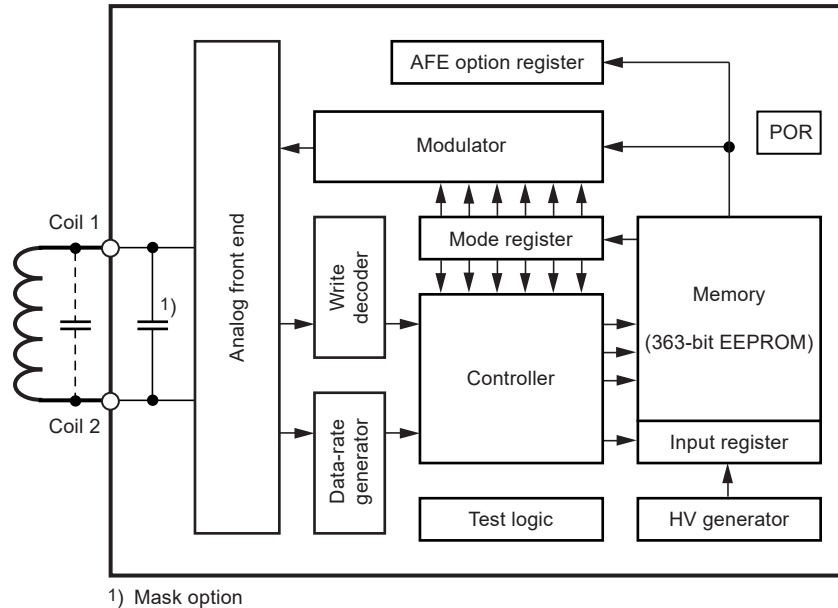 AFE option register
POR
Modulator
Coil 1
Mode register
Analog front end
Write
decoder
1)
Memory
(363-bit EEPROM)
Controller
Coil 2
Data-rate
generator
Input register
Test logic
HV generator
1) Mask option